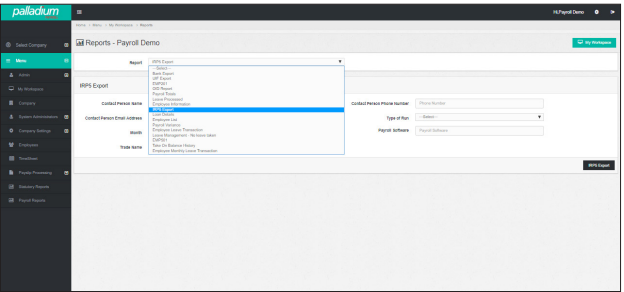 palladium
Hi, Payroll Demo
Home > Menu > My Workspace > Reports
Select Company
Reports - Payroll Demo
My Workspace
Menu
Report
IRP5 Export
Admin
-- Select --
Bank Export
UIF Export
EMP201
OID Report
Payroll Totals
Leave Processed
Employee Information
IRP5 Export
Loan Details
Employee List
Payroll Variance
Employee Leave Transaction
Leave Management - No leave taken
EMP501
Take On Balance History
Employee Monthly Leave Transaction
My Workspace
IRP5 Export
Company
Contact Person Name
Contact Person Phone Number
Phone Number
System Administration
Contact Person Email Address
Type of Run
-- Select --
Company Settings
Month
Payroll Software
Payroll Software
Employees
Trade Name
Timesheet
IRP5 Export
Payday Processing
Statutory Reports
Payroll Reports